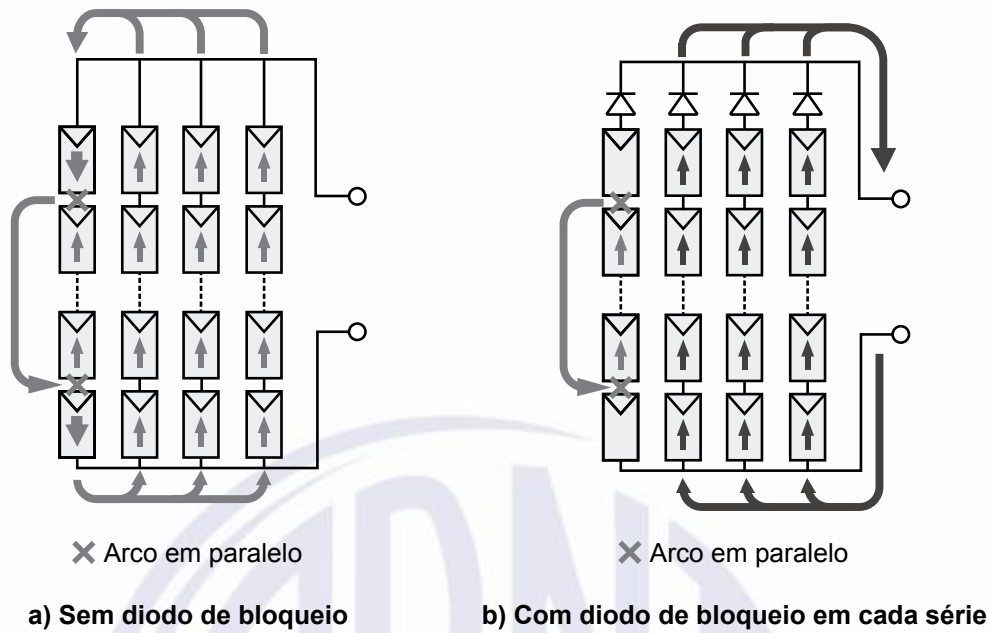 Arco em paralelo
Arco em paralelo
a) Sem diodo de bloqueio
b) Com diodo de bloqueio em cada série